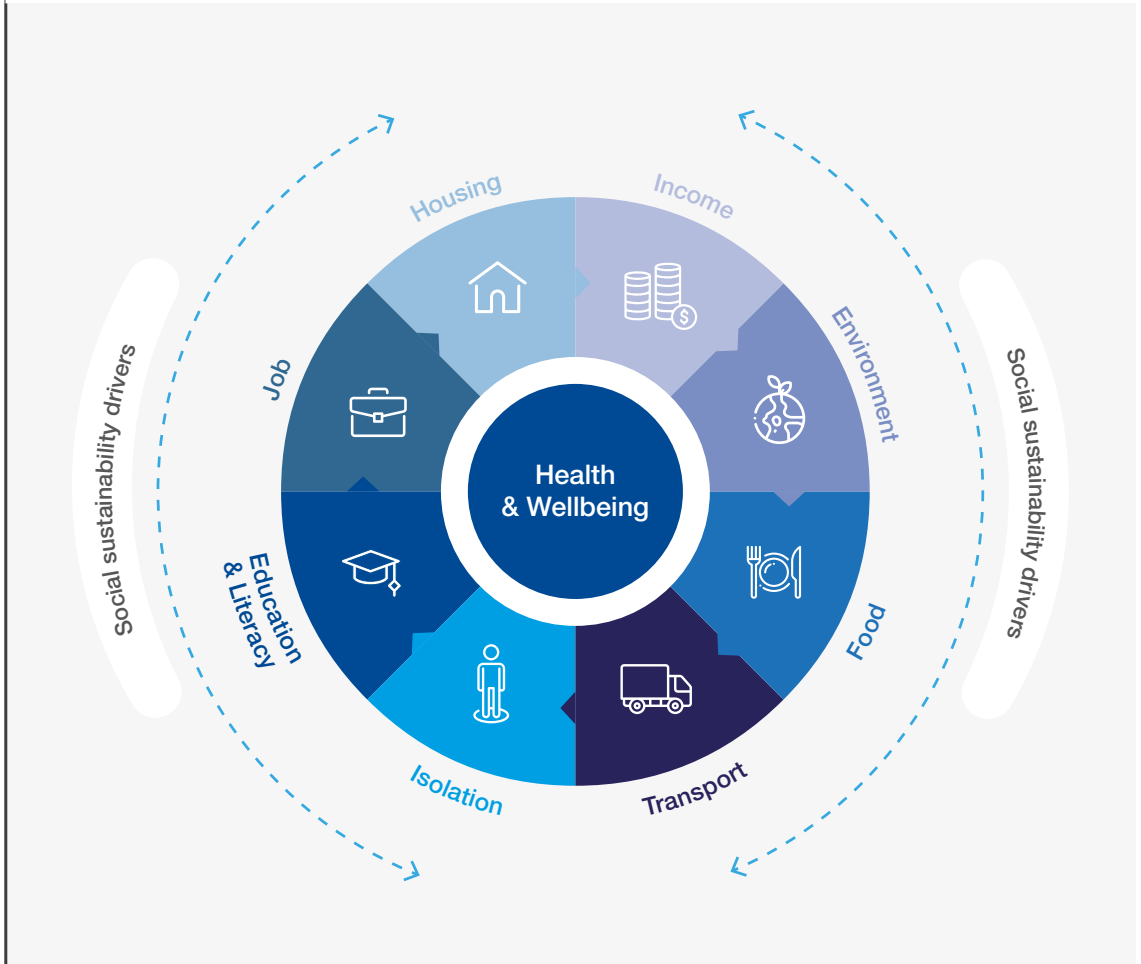 Housing
Income
Environment
Food
Transport
Isolation
Education
& Literacy
Job
Health
& Wellbeing
Social sustainability drivers
Social sustainability drivers
$